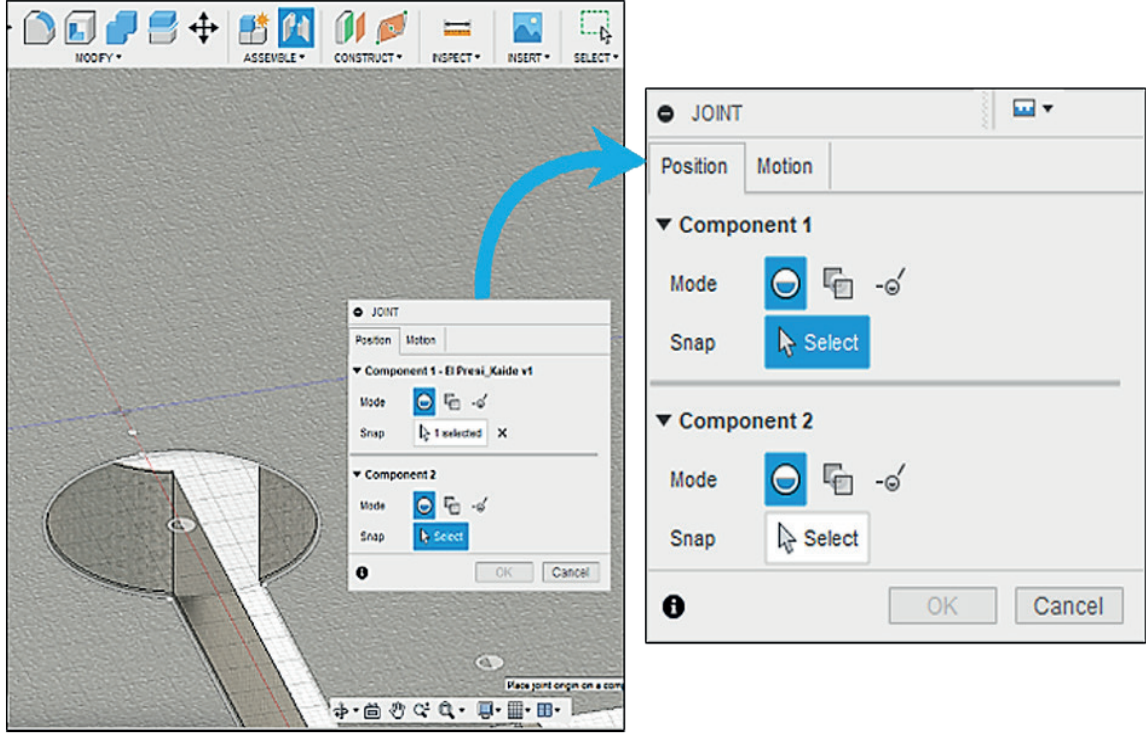 MODIFY ASSEMBLE CONSTRUCT INSPECT INSERT SELECT
JOINT
Position Motion
Component 1 - El Presi_Kaide v1
Mode
Snap 1 selected
Component 2
Mode
Snap Select
OK Cancel
Place joint origin on a comp
JOINT
Position Motion
Component 1
Mode
Snap Select
Component 2
Mode
Snap Select
OK Cancel